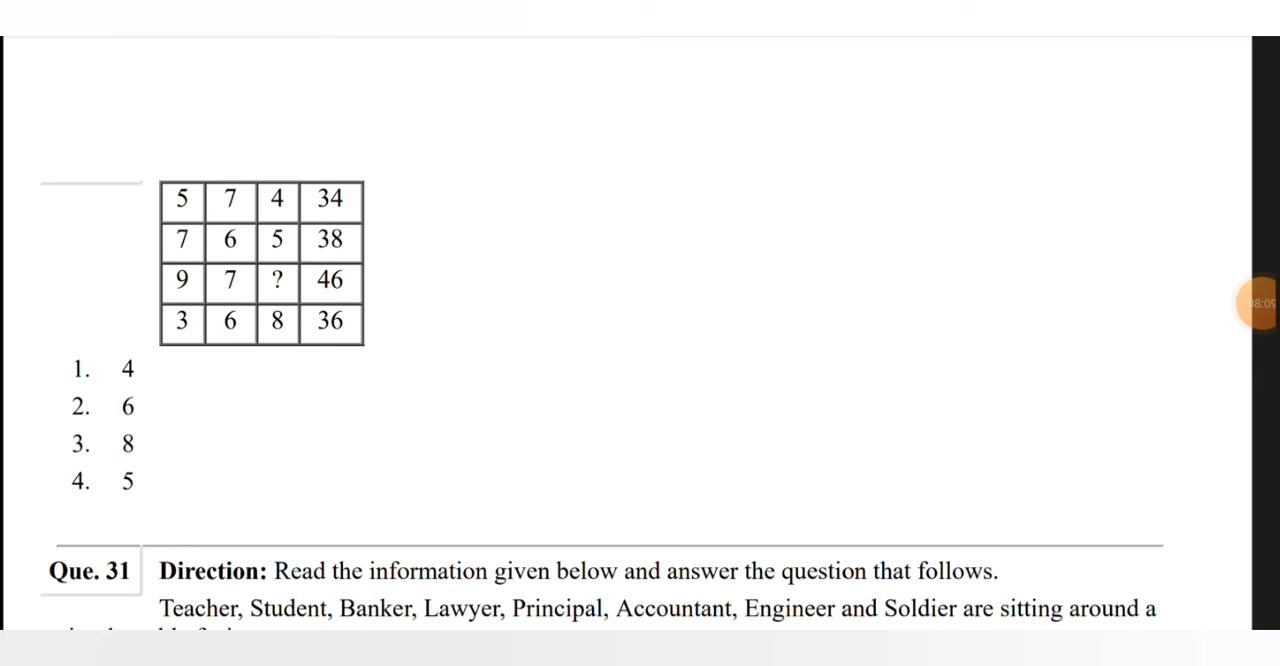 5 7 4 34
7 6 5 38
9 7 ? 46
3 6 8 36
1. 4
2. 6
3. 8
4. 5
Que. 31 Direction: Read the information given below and answer the question that follows.
Teacher, Student, Banker, Lawyer, Principal, Accountant, Engineer and Soldier are sitting around a
08:09